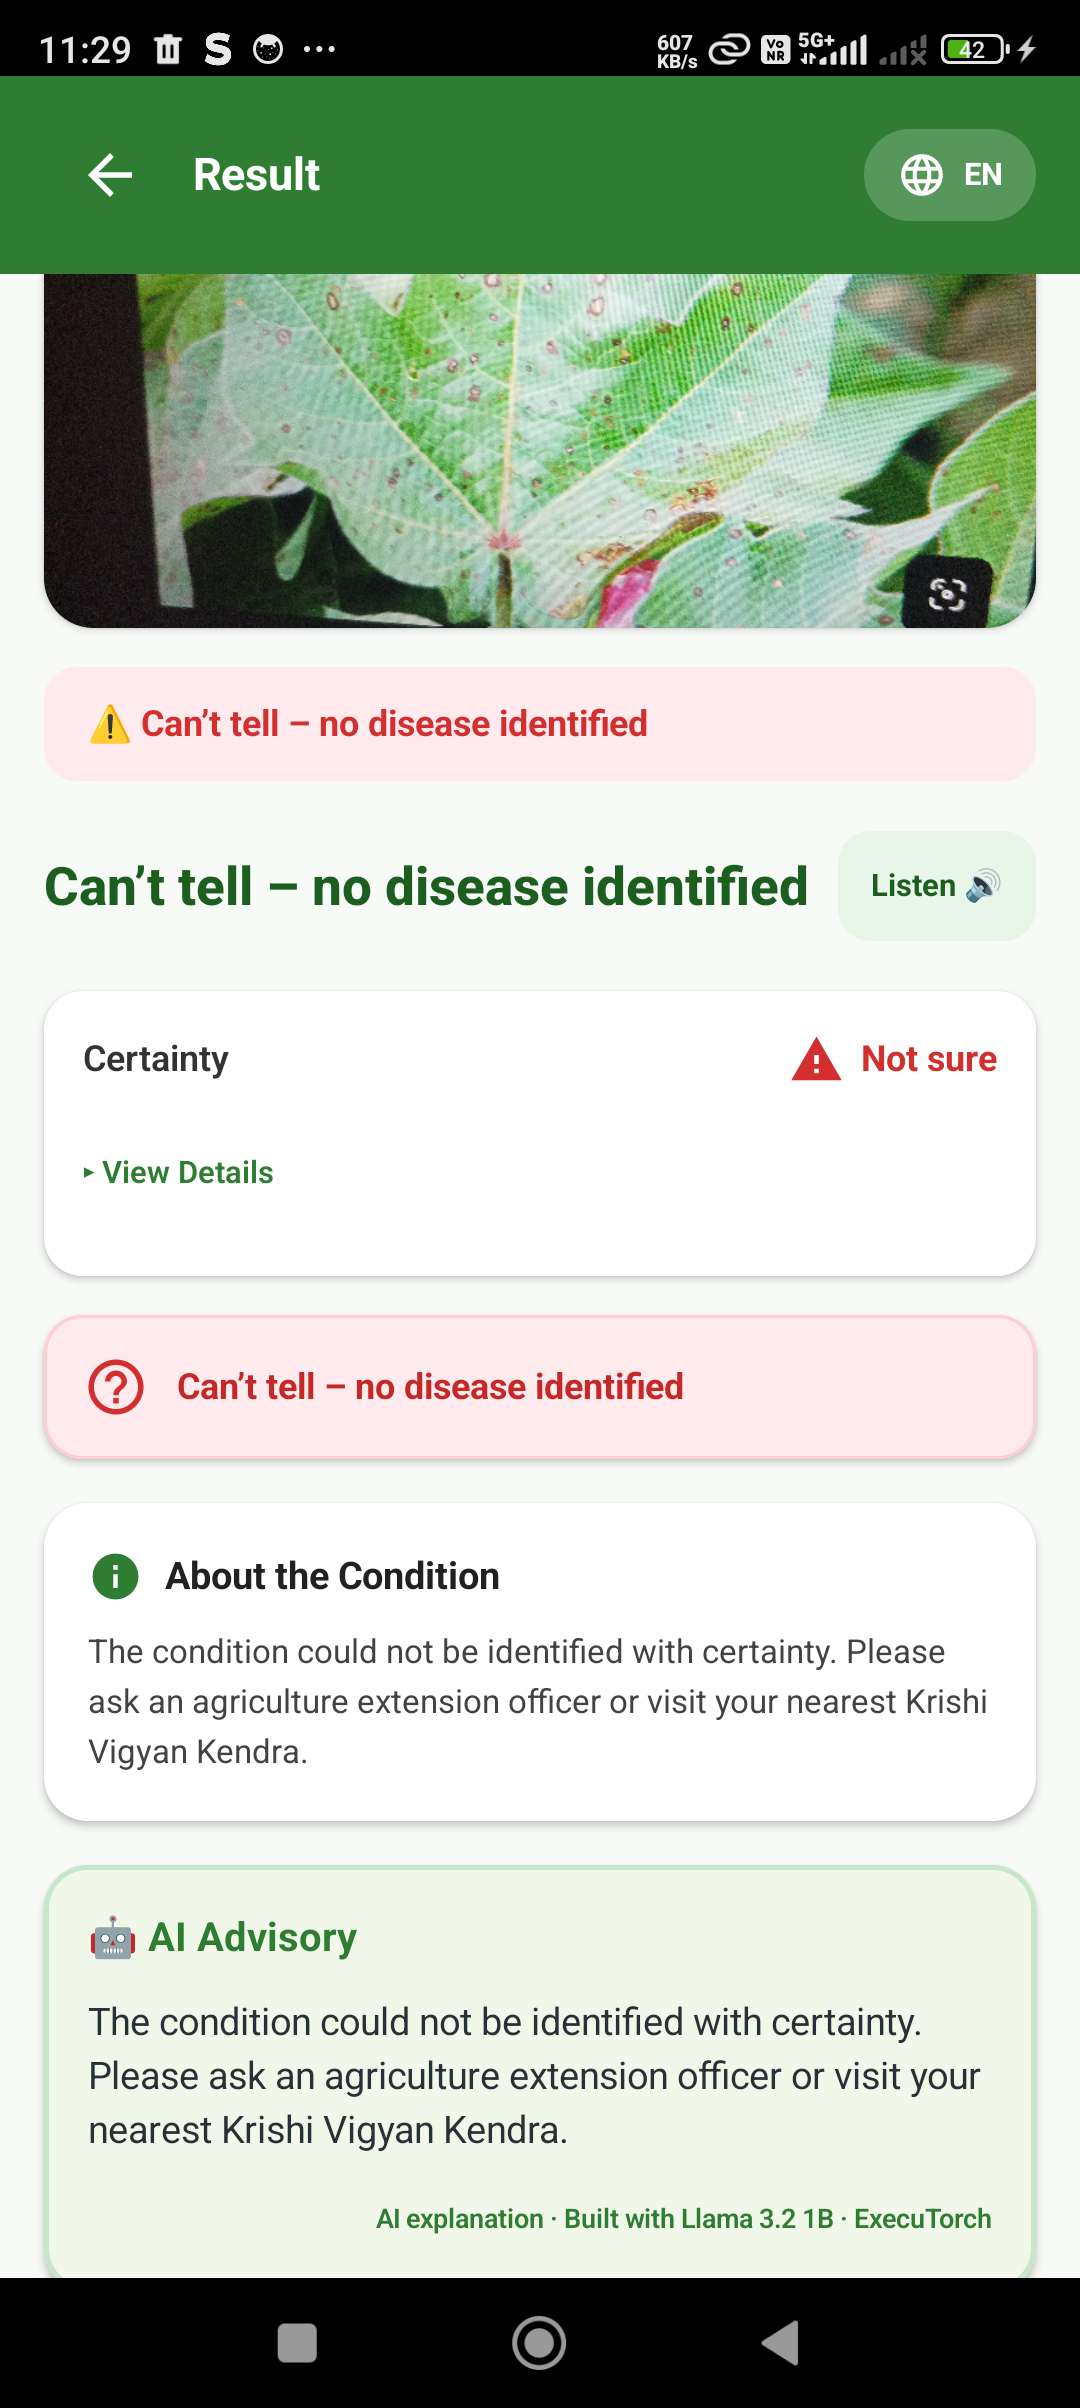 11:29
607 KB/s
Vo NR
5G+
42
Result
EN
⚠️ Can’t tell – no disease identified
Can’t tell – no disease identified
Listen 🔊
Certainty
Not sure
▸ View Details
Can’t tell – no disease identified
About the Condition
The condition could not be identified with certainty. Please
ask an agriculture extension officer or visit your nearest Krishi
Vigyan Kendra.
🤖 AI Advisory
The condition could not be identified with certainty.
Please ask an agriculture extension officer or visit your
nearest Krishi Vigyan Kendra.
AI explanation · Built with Llama 3.2 1B · ExecuTorch